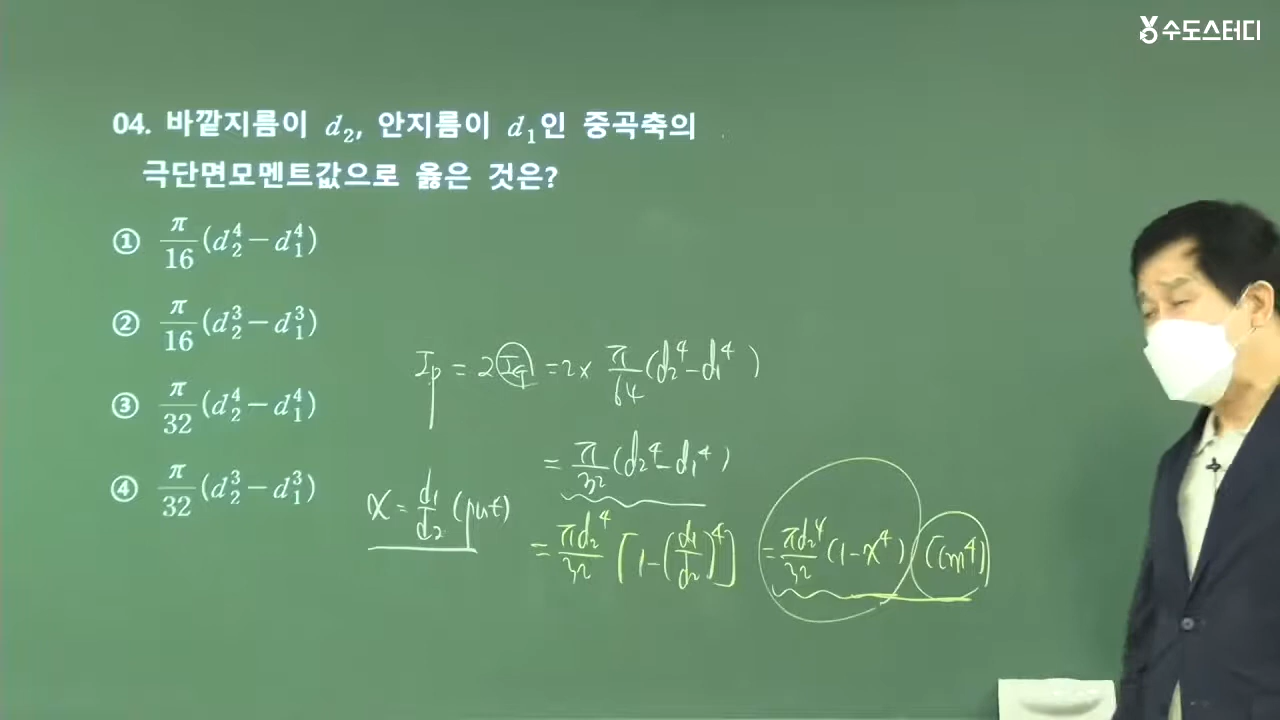 수도스터디
04. 바깥지름이 d₂, 안지름이 d₁인 중곡축의
극단면모멘트값으로 옳은 것은?
① π/16 (d₂⁴ − d₁⁴)
② π/16 (d₂³ − d₁³)
③ π/32 (d₂⁴ − d₁⁴)
④ π/32 (d₂³ − d₁³)
Ip = 2 = 2× π/64 (d₂⁴ − d₁⁴)
= π/32 (d₂⁴ − d₁⁴)
x = d₁/d₂ (put)
= πd₂⁴/32 [1 − (d₁/d₂)⁴] = πd₂⁴/32 (1 − x⁴) (cm⁴)